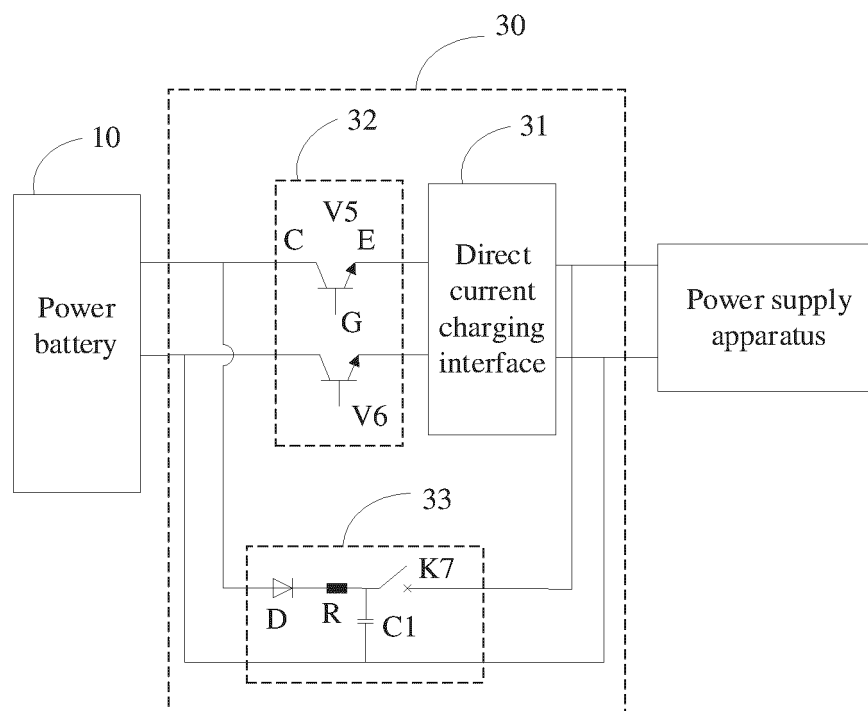 30
32
31
10
V5
C
E
G
V6
Power
battery
Direct
current
charging
interface
Power supply
apparatus
33
K7
D
R
C1